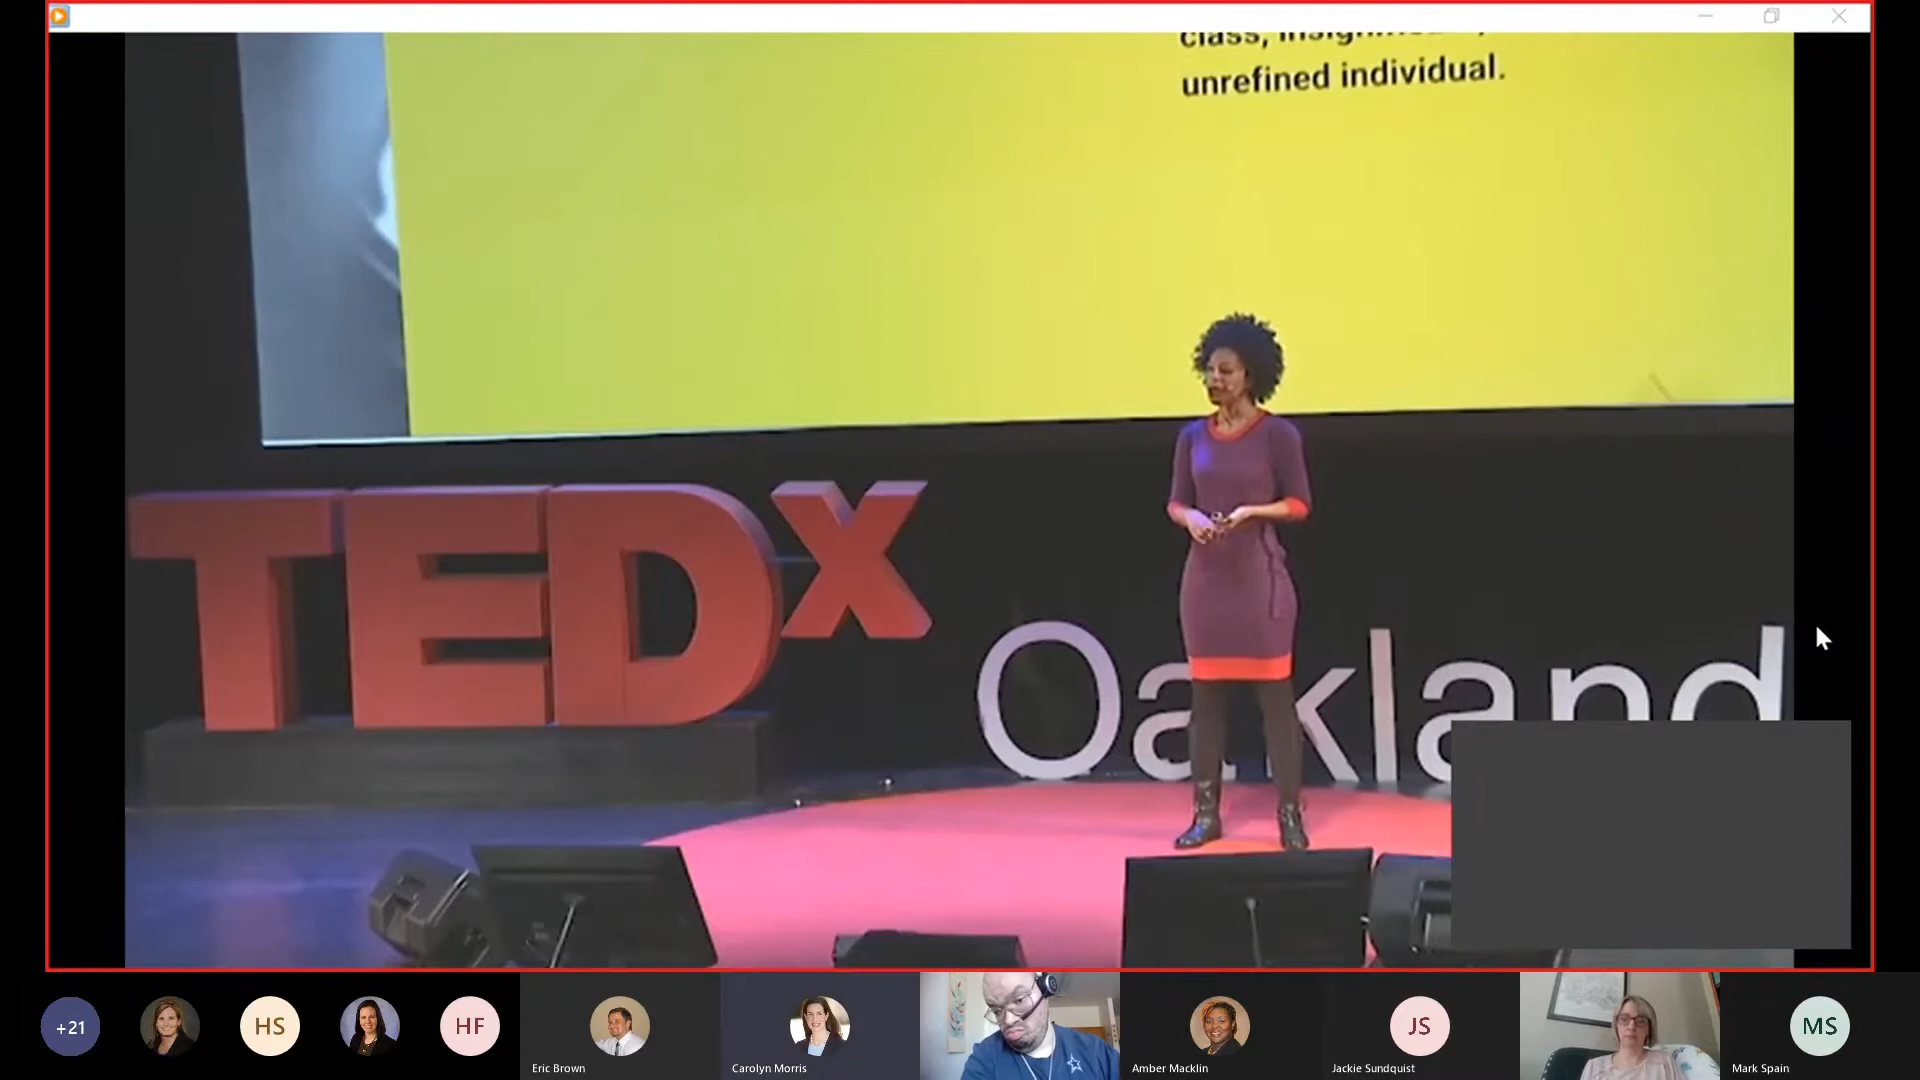 class,
unrefined individual.
TEDx
Oakland
+21
HS
HF
Eric Brown
Carolyn Morris
Amber Macklin
JS
Jackie Sundquist
MS
Mark Spain